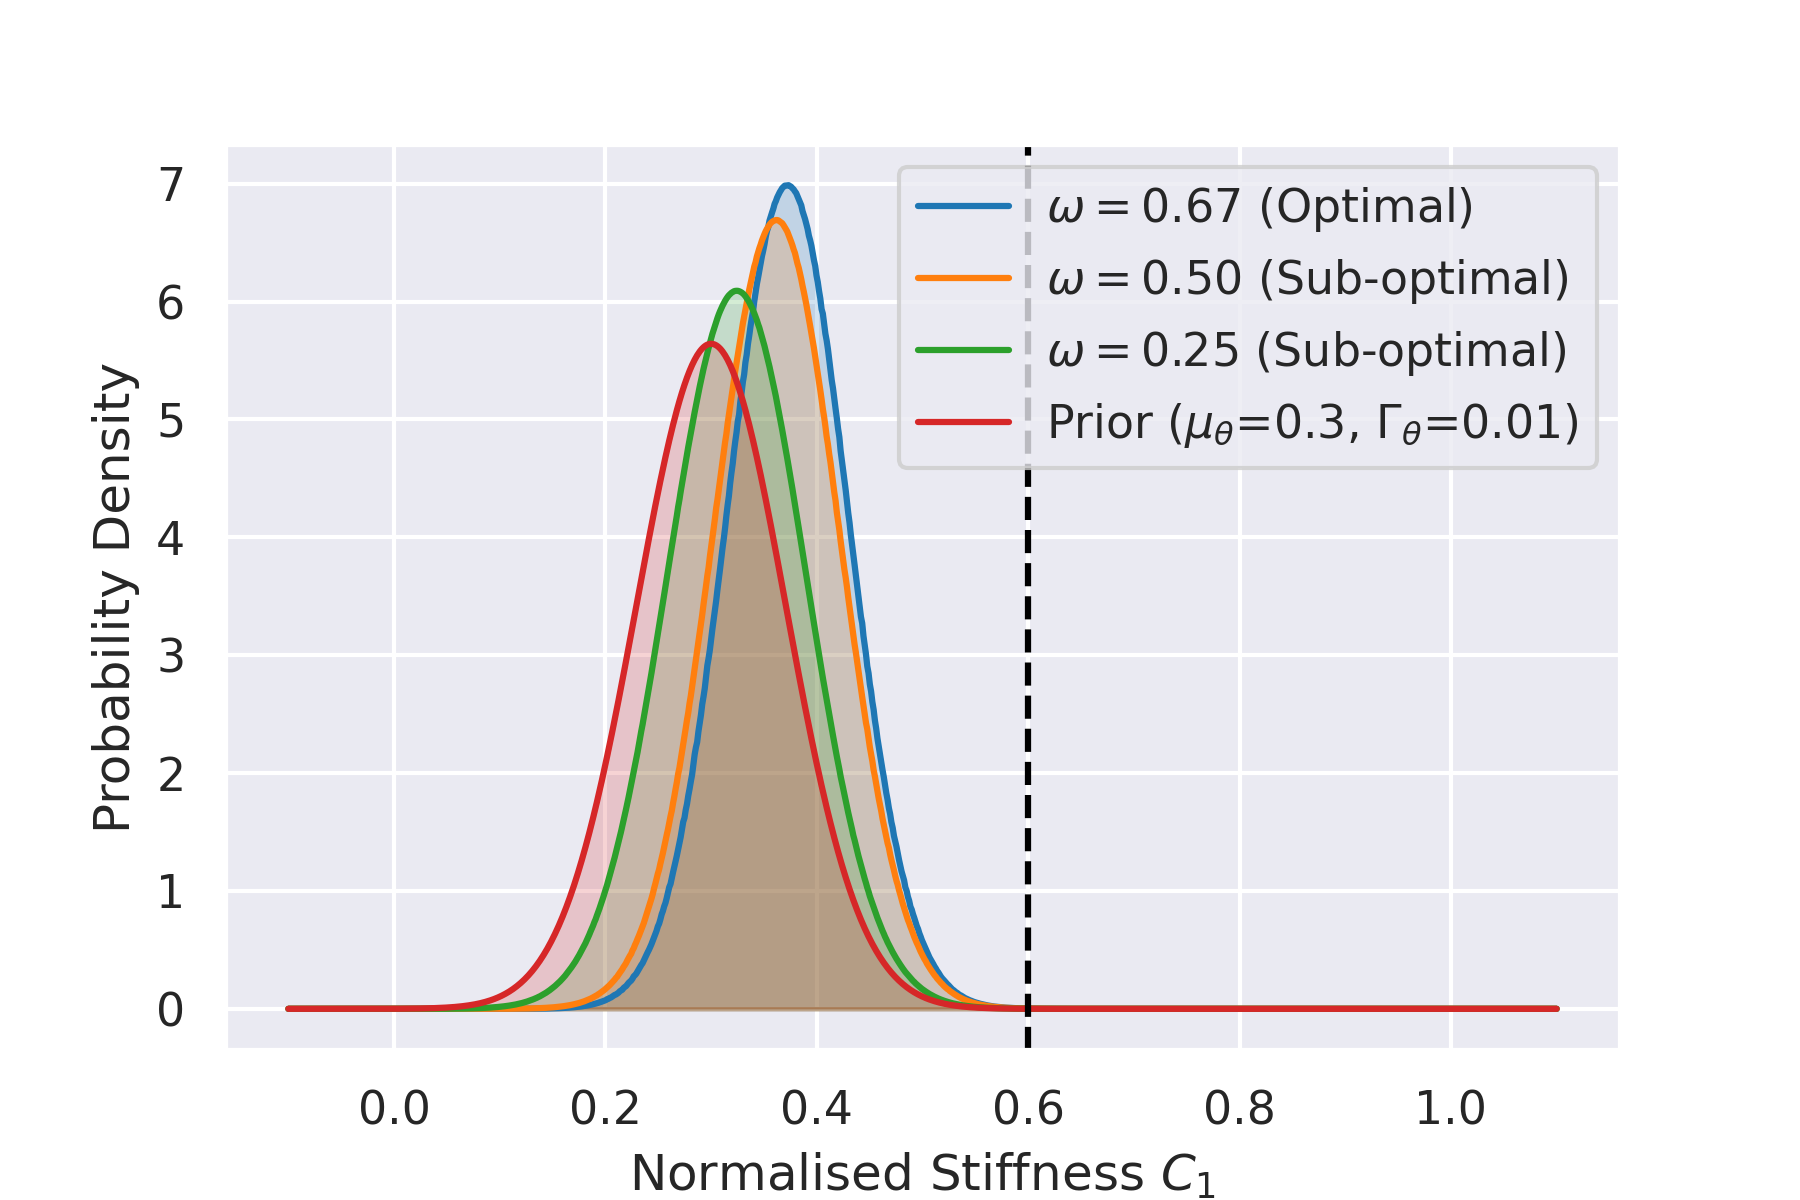 7
6
5
4
3
2
1
0
Probability Density
ω = 0.67 (Optimal)
ω = 0.50 (Sub-optimal)
ω = 0.25 (Sub-optimal)
Prior (μ_θ=0.3, Γ_θ=0.01)
0.0 0.2 0.4 0.6 0.8 1.0
Normalised Stiffness C₁